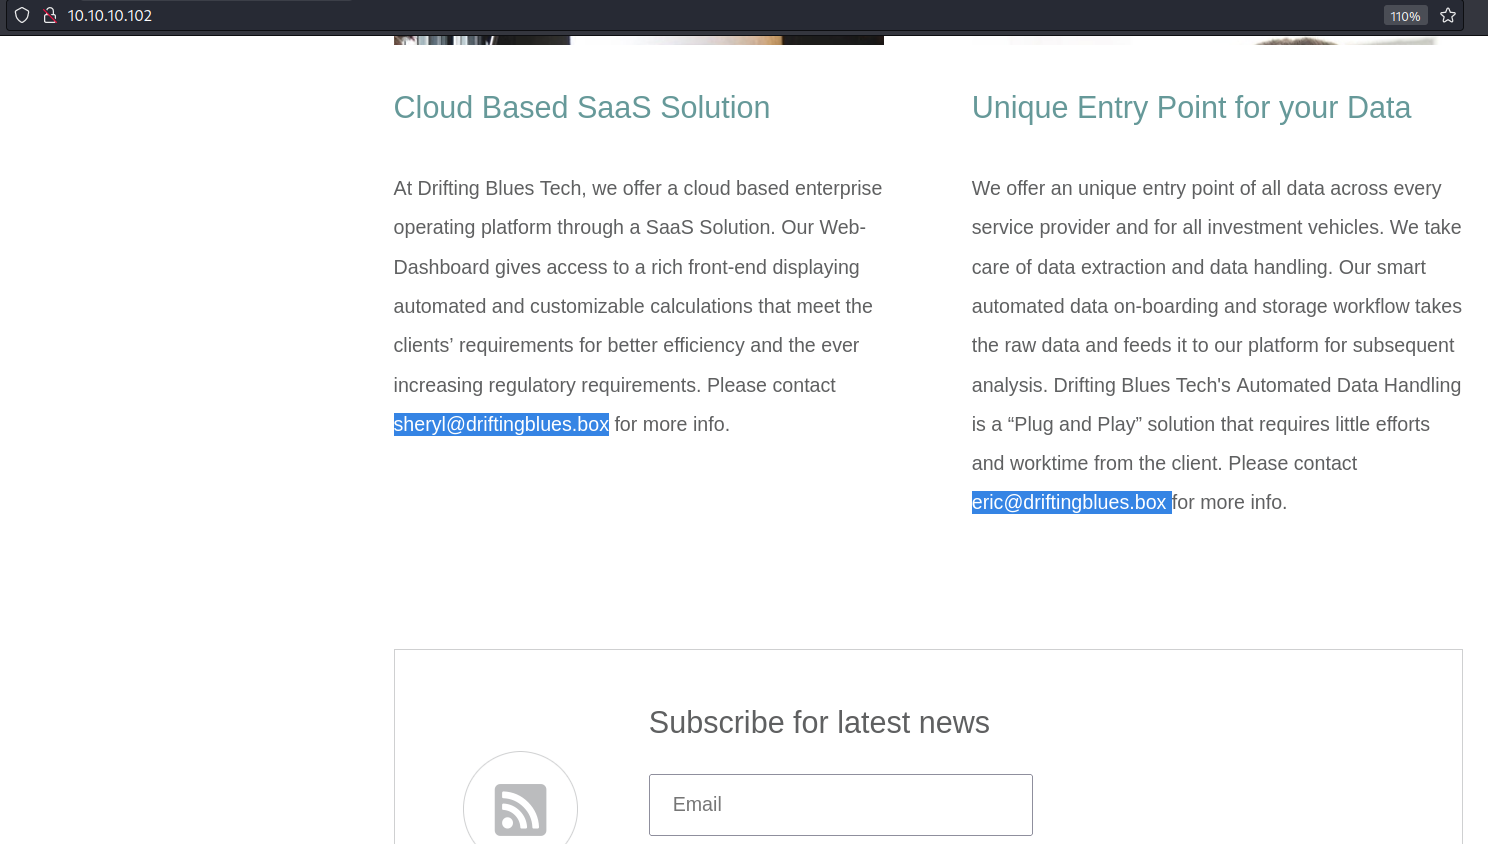 10.10.10.102
110%
Cloud Based SaaS Solution
At Drifting Blues Tech, we offer a cloud based enterprise
operating platform through a SaaS Solution. Our Web-
Dashboard gives access to a rich front-end displaying
automated and customizable calculations that meet the
clients’ requirements for better efficiency and the ever
increasing regulatory requirements. Please contact
sheryl@driftingblues.box for more info.
Unique Entry Point for your Data
We offer an unique entry point of all data across every
service provider and for all investment vehicles. We take
care of data extraction and data handling. Our smart
automated data on-boarding and storage workflow takes
the raw data and feeds it to our platform for subsequent
analysis. Drifting Blues Tech's Automated Data Handling
is a “Plug and Play” solution that requires little efforts
and worktime from the client. Please contact
eric@driftingblues.box for more info.
Subscribe for latest news
Email